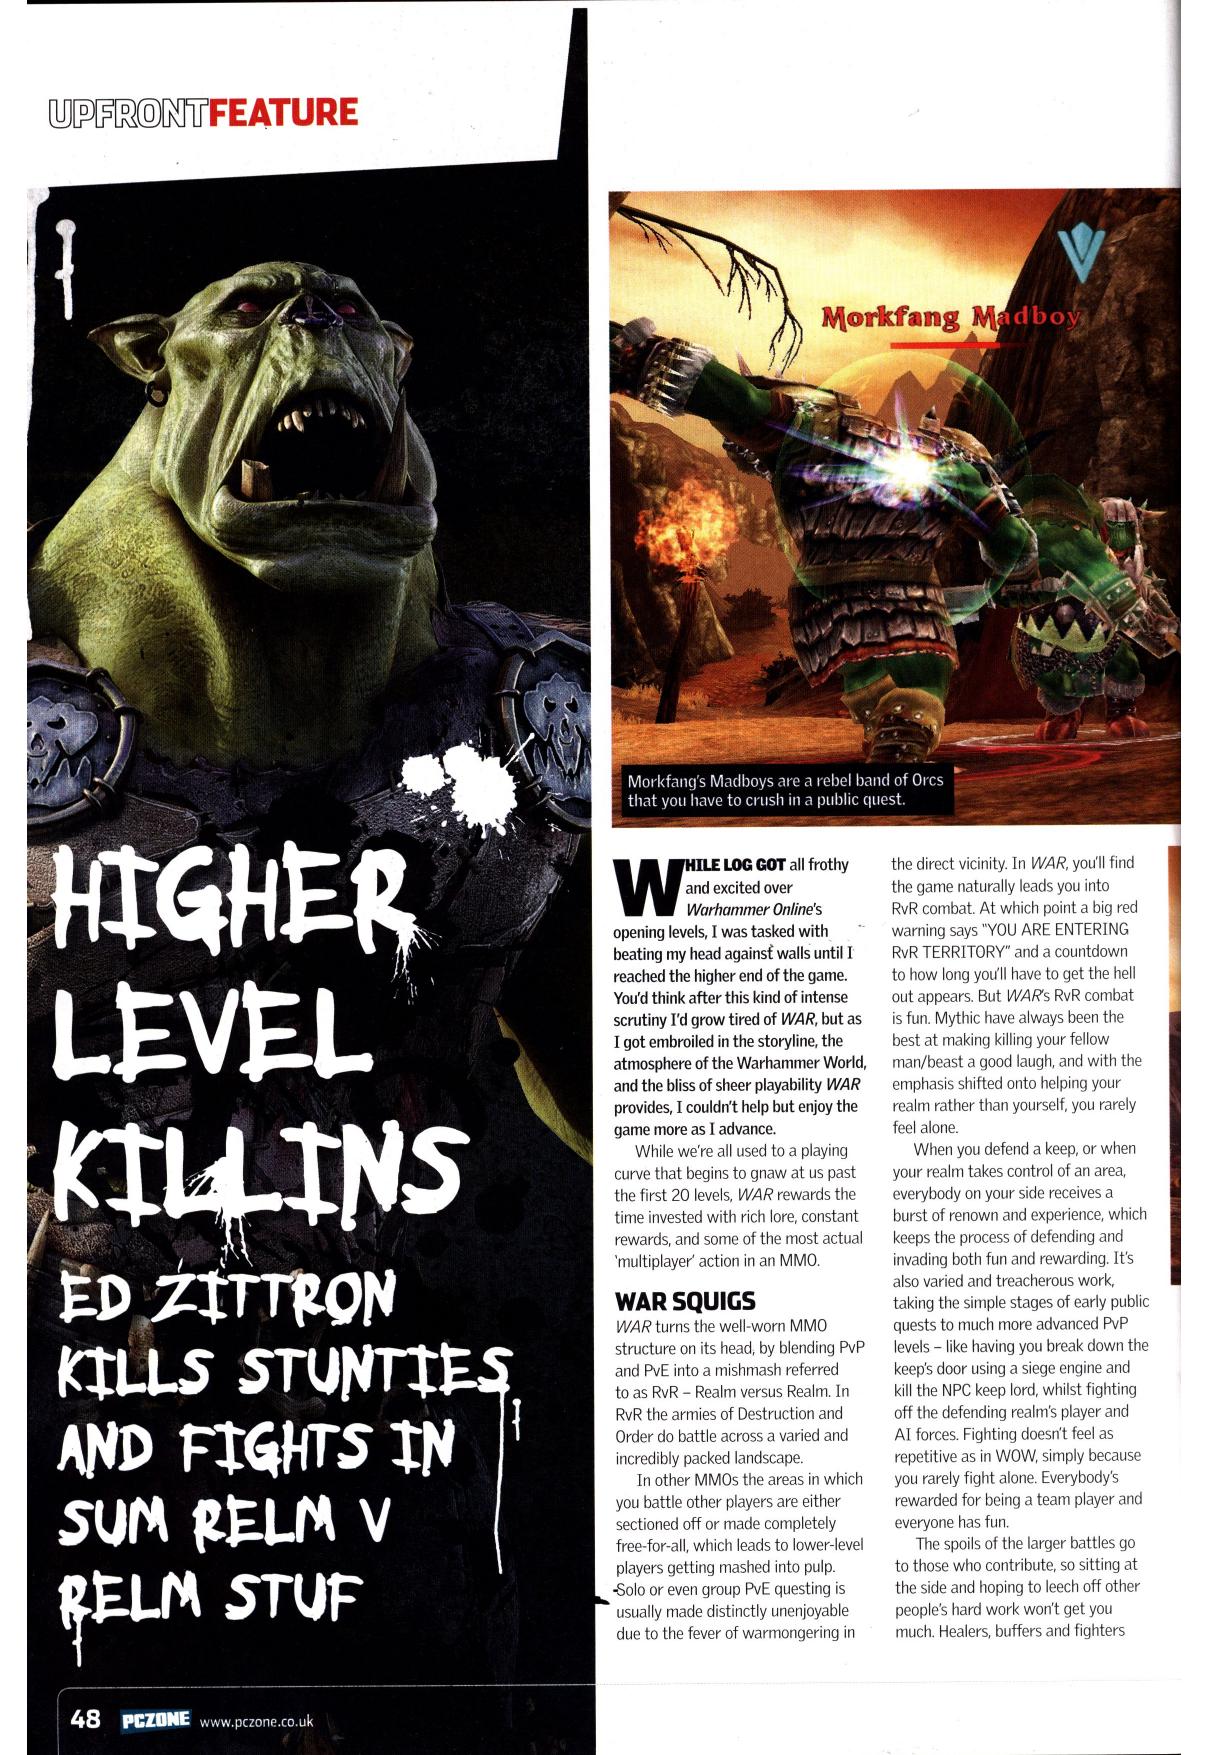 UPFRONTFEATURE
Morkfang Madboy
Morkfang's Madboys are a rebel band of Orcs
that you have to crush in a public quest.
HIGHER
LEVEL
KILLINS
ED ZITTRON
KILLS STUNTIES
AND FIGHTS IN
SUM RELM V
RELM STUF
WHILE LOG GOT all frothy
and excited over
Warhammer Online's
opening levels, I was tasked with
beating my head against walls until I
reached the higher end of the game.
You'd think after this kind of intense
scrutiny I'd grow tired of WAR, but as
I got embroiled in the storyline, the
atmosphere of the Warhammer World,
and the bliss of sheer playability WAR
provides, I couldn't help but enjoy the
game more as I advance.
While we're all used to a playing
curve that begins to gnaw at us past
the first 20 levels, WAR rewards the
time invested with rich lore, constant
rewards, and some of the most actual
'multiplayer' action in an MMO.
WAR SQUIGS
WAR turns the well-worn MMO
structure on its head, by blending PvP
and PvE into a mishmash referred
to as RvR – Realm versus Realm. In
RvR the armies of Destruction and
Order do battle across a varied and
incredibly packed landscape.
In other MMOs the areas in which
you battle other players are either
sectioned off or made completely
free-for-all, which leads to lower-level
players getting mashed into pulp.
Solo or even group PvE questing is
usually made distinctly unenjoyable
due to the fever of warmongering in
the direct vicinity. In WAR, you'll find
the game naturally leads you into
RvR combat. At which point a big red
warning says "YOU ARE ENTERING
RvR TERRITORY" and a countdown
to how long you'll have to get the hell
out appears. But WAR's RvR combat
is fun. Mythic have always been the
best at making killing your fellow
man/beast a good laugh, and with the
emphasis shifted onto helping your
realm rather than yourself, you rarely
feel alone.
When you defend a keep, or when
your realm takes control of an area,
everybody on your side receives a
burst of renown and experience, which
keeps the process of defending and
invading both fun and rewarding. It's
also varied and treacherous work,
taking the simple stages of early public
quests to much more advanced PvP
levels – like having you break down the
keep's door using a siege engine and
kill the NPC keep lord, whilst fighting
off the defending realm's player and
AI forces. Fighting doesn't feel as
repetitive as in WOW, simply because
you rarely fight alone. Everybody's
rewarded for being a team player and
everyone has fun.
The spoils of the larger battles go
to those who contribute, so sitting at
the side and hoping to leech off other
people's hard work won't get you
much. Healers, buffers and fighters
48 PCZONE www.pczone.co.uk